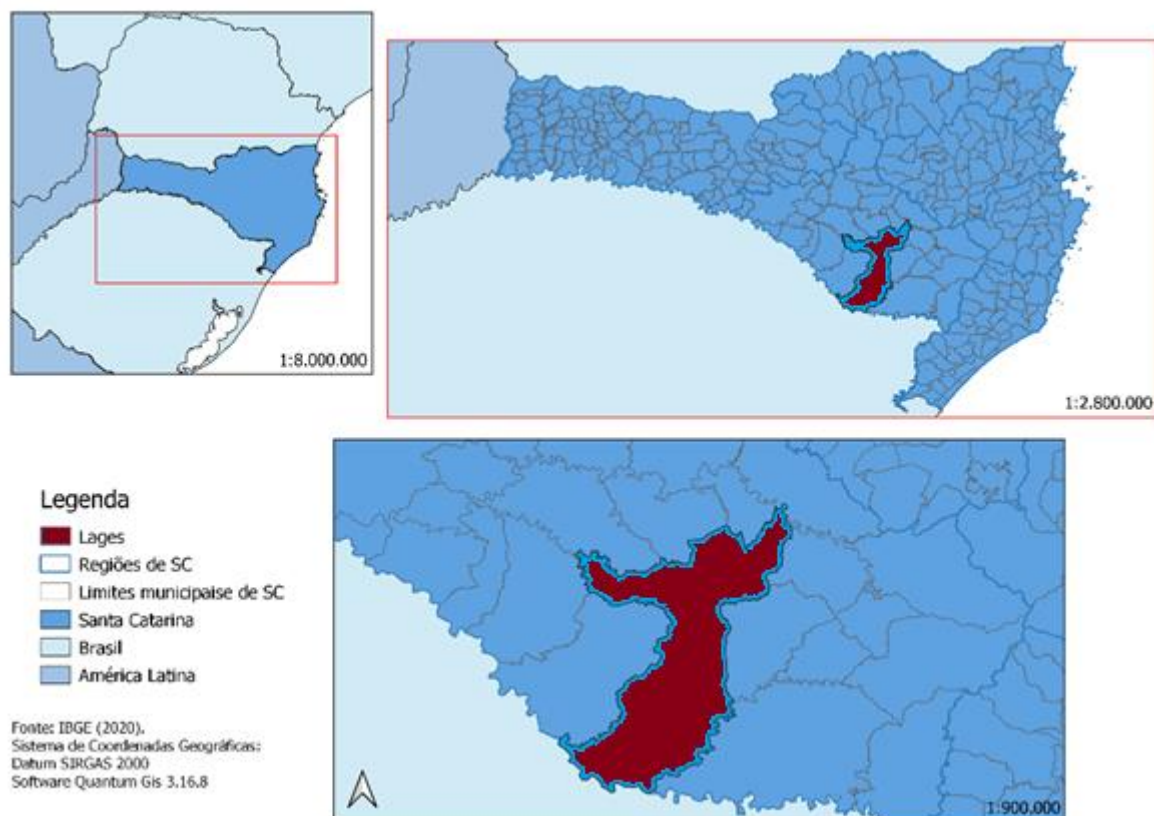 1:8.000.000
1:2.800.000
Legenda
Lages
Regiões de SC
Limites municipaise de SC
Santa Catarina
Brasil
América Latina
Fonte: IBGE (2020).
Sistema de Coordenadas Geográficas:
Datum SIRGAS 2000
Software Quantum Gis 3.16.8
1:900.000